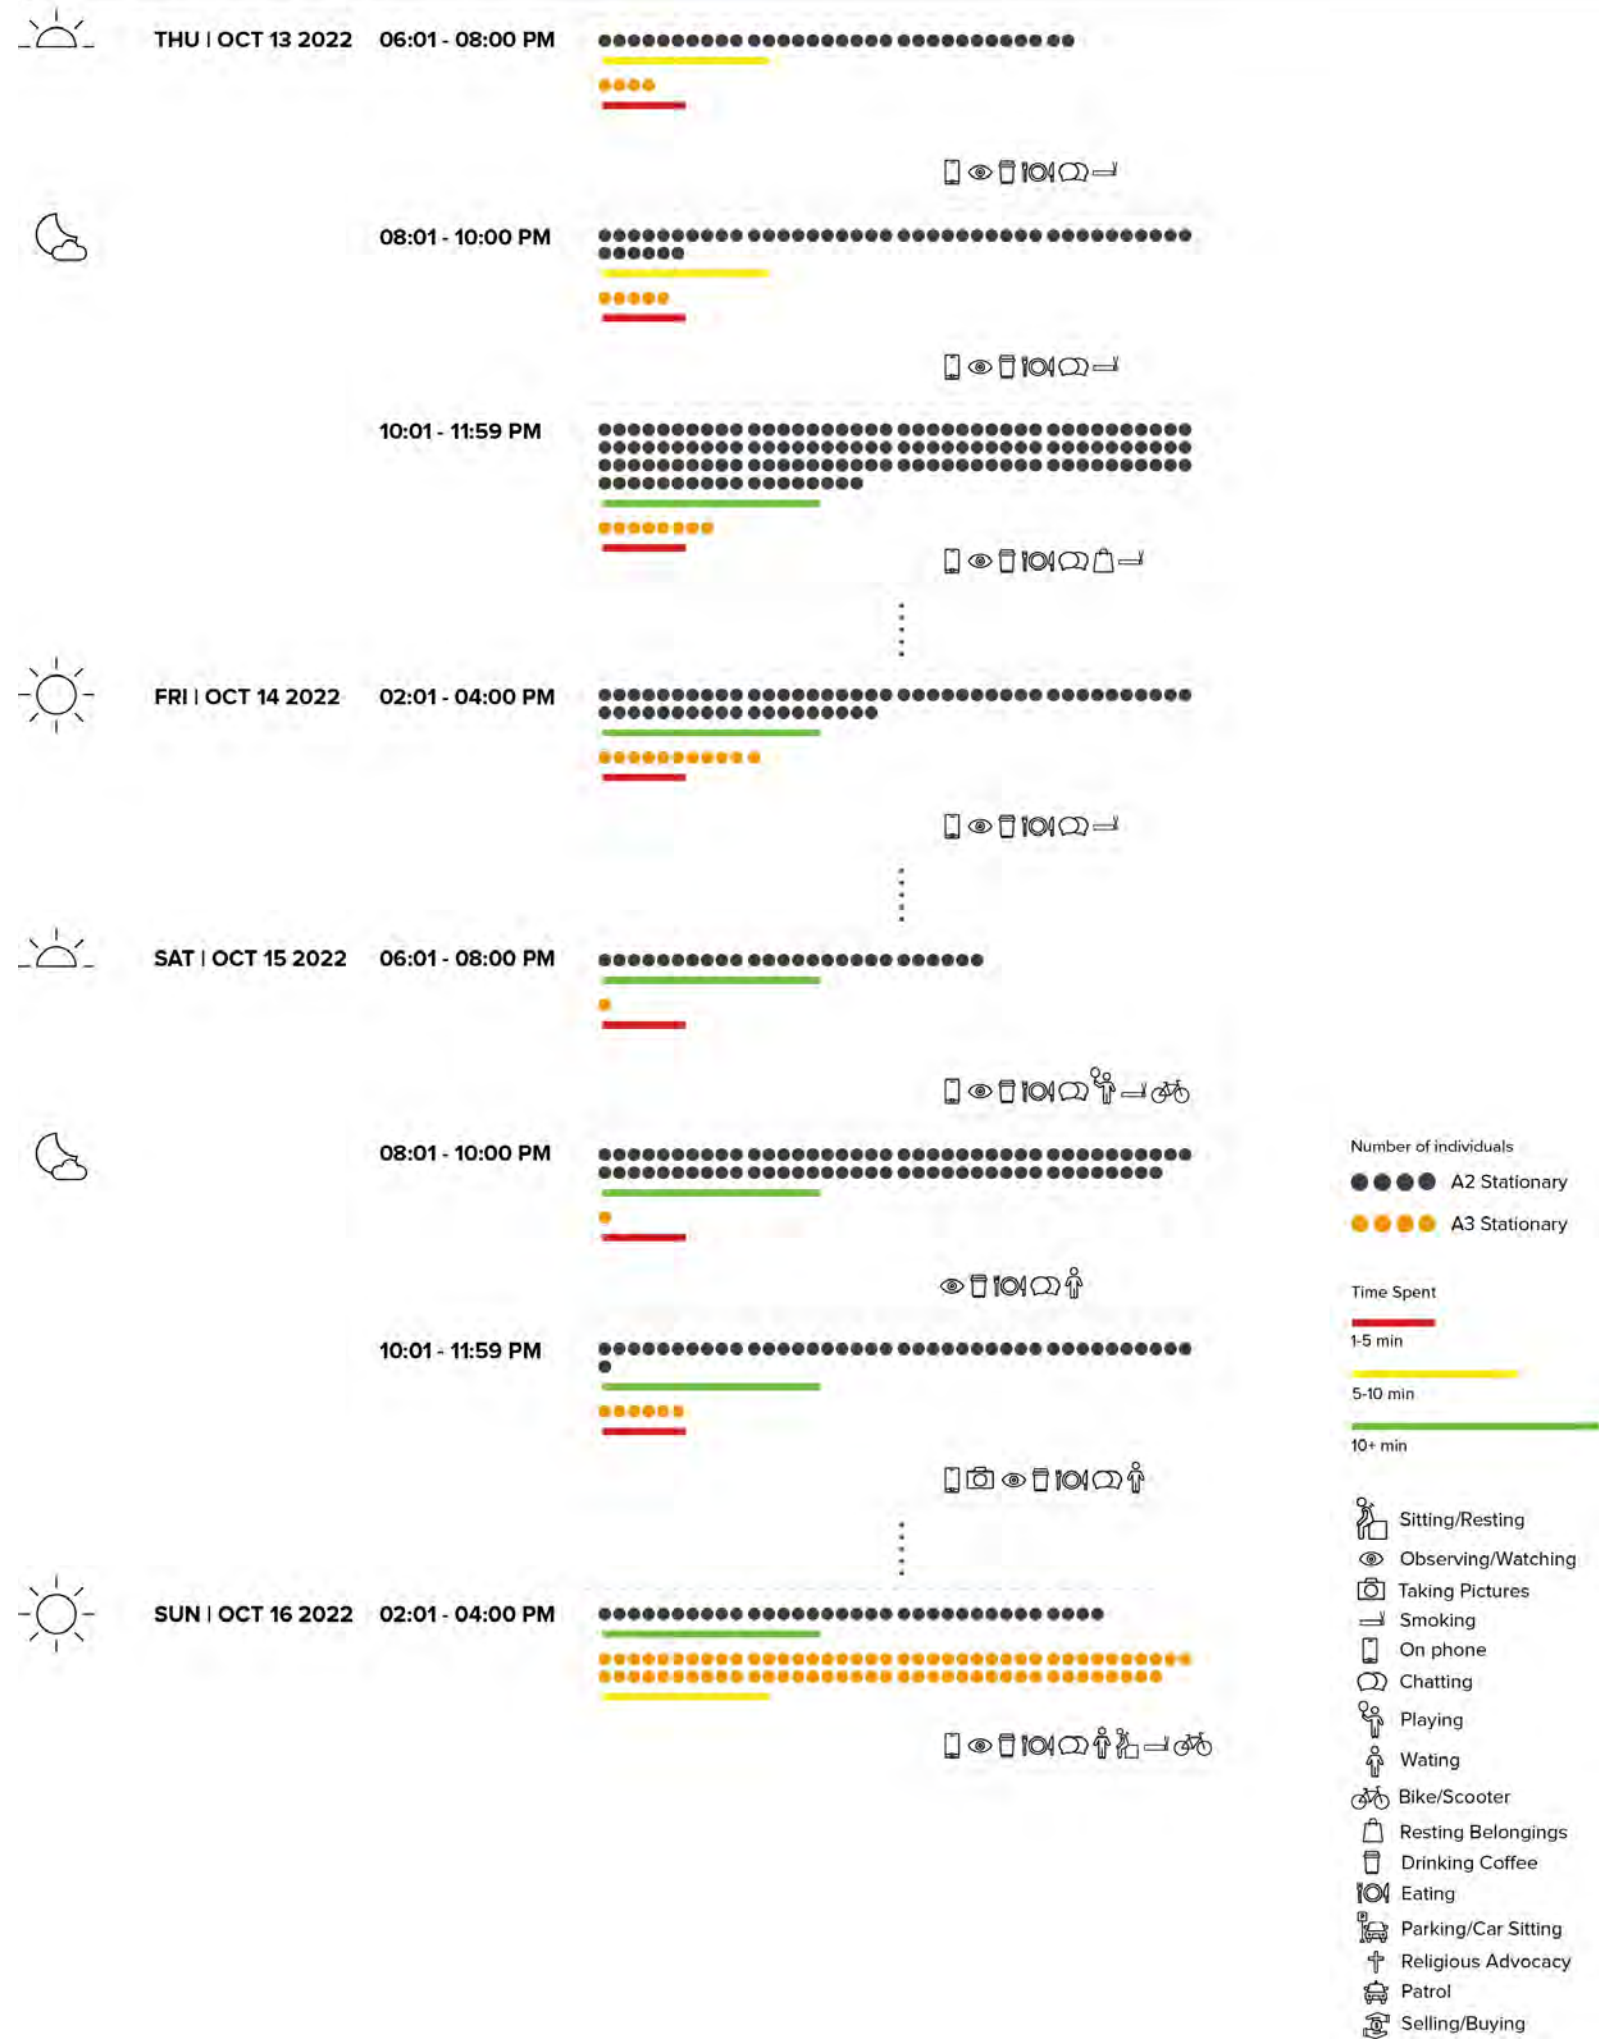 THU | OCT 13 2022 06:01 - 08:00 PM
08:01 - 10:00 PM
10:01 - 11:59 PM
FRI | OCT 14 2022 02:01 - 04:00 PM
SAT | OCT 15 2022 06:01 - 08:00 PM
08:01 - 10:00 PM
10:01 - 11:59 PM
SUN | OCT 16 2022 02:01 - 04:00 PM
Number of individuals
A2 Stationary
A3 Stationary
Time Spent
1-5 min
5-10 min
10+ min
Sitting/Resting
Observing/Watching
Taking Pictures
Smoking
On phone
Chatting
Playing
Wating
Bike/Scooter
Resting Belongings
Drinking Coffee
Eating
Parking/Car Sitting
Religious Advocacy
Patrol
Selling/Buying